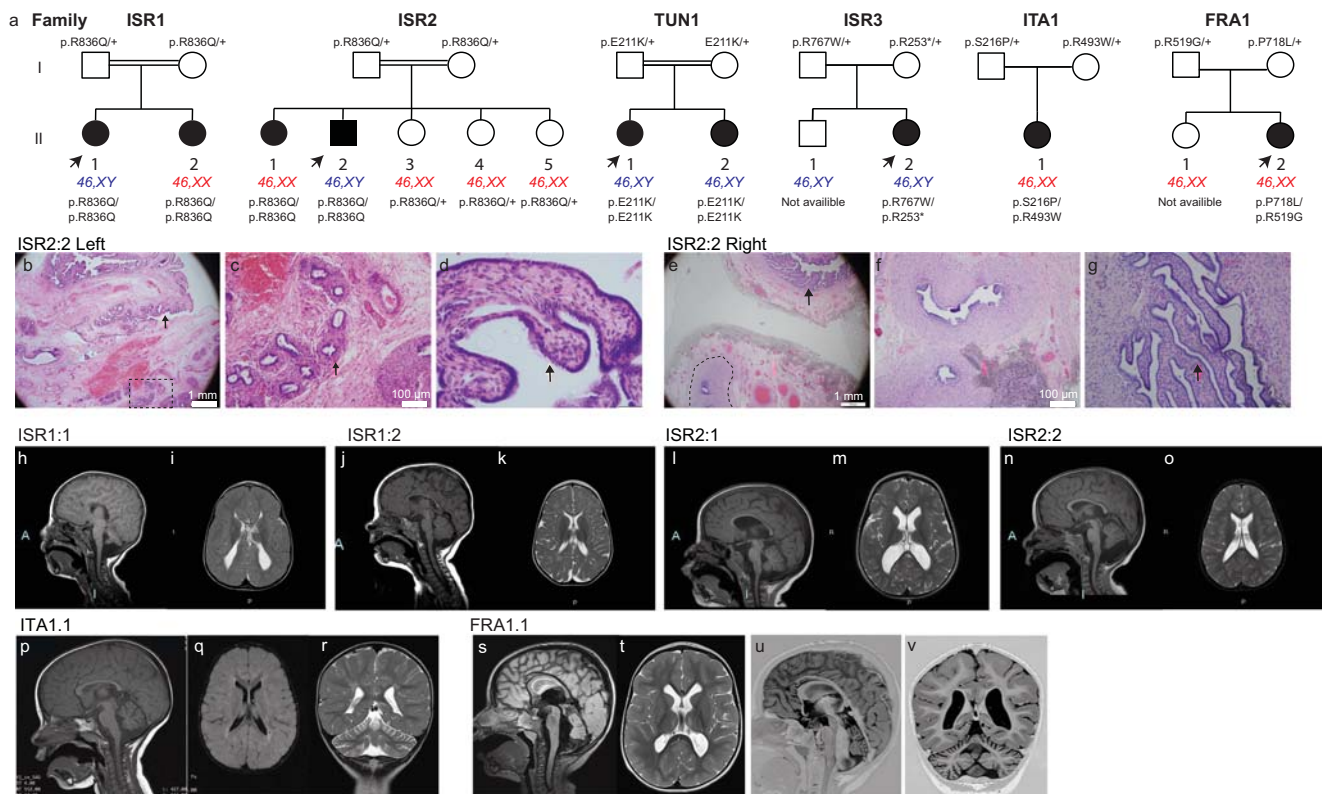 a Family ISR1 ISR2 TUN1 ISR3 ITA1 FRA1
p.R836Q/+ p.R836Q/+ p.R836Q/+ p.R836Q/+ p.E211K/+ E211K/+ p.R767W/+ p.R253*/+ p.S216P/+ p.R493W/+ p.R519G/+ p.P718L/+
I
II
1 2 1 2 3 4 5 1 2 1 2 1 1 2
46,XY 46,XX 46,XX 46,XY 46,XX 46,XX 46,XX 46,XY 46,XY 46,XY 46,XX 46,XX 46,XX
p.R836Q/ p.R836Q/ p.R836Q/ p.R836Q/ p.R836Q/+ p.R836Q/+ p.R836Q/+ p.E211K/ p.E211K/ Not availible p.R767W/ p.S216P/ Not availible p.P718L/
p.R836Q p.R836Q p.R836Q p.R836Q p.E211K p.E211K p.R253* p.R493W p.R519G
ISR2:2 Left ISR2:2 Right
b c d e f g
1 mm 100 µm 1 mm 100 µm
ISR1:1 ISR1:2 ISR2:1 ISR2:2
h i j k l m n o
A A A A
R R
I I I
P P P P
ITA1.1 FRA1.1
p q r s t u v